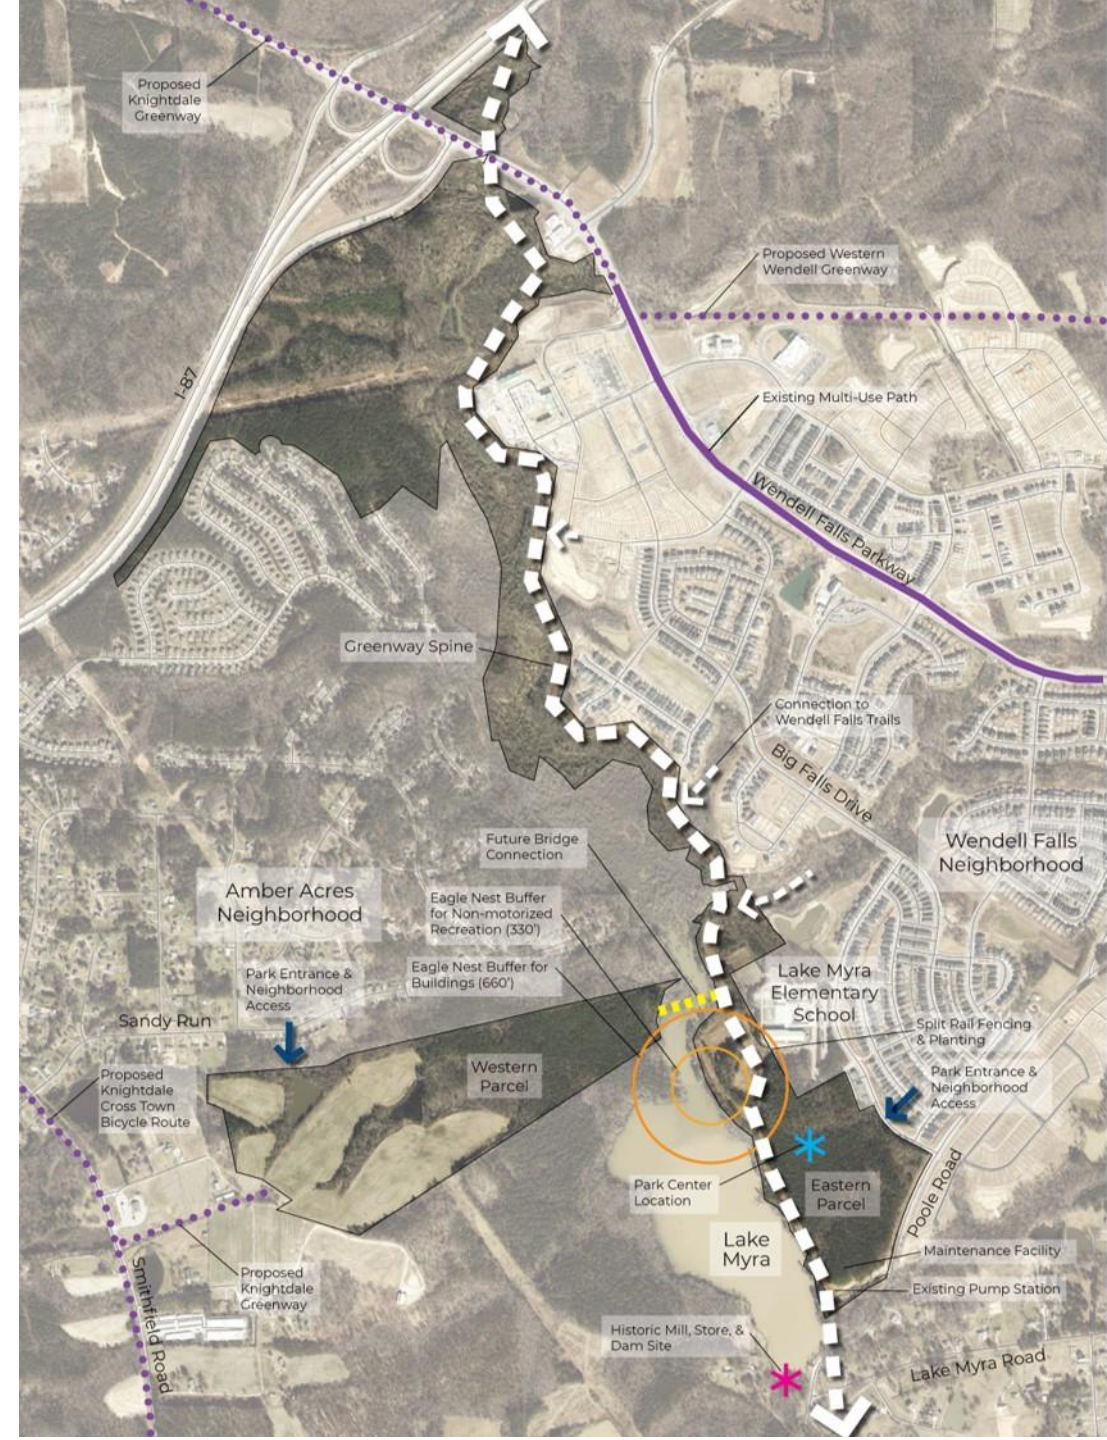 Proposed
Knightdale
Greenway
Proposed Western
Wendell Greenway
I-87
Existing Multi-Use Path
Wendell Falls Parkway
Greenway Spine
Connection to
Wendell Falls Trails
Big Falls Drive
Future Bridge
Connection
Wendell Falls
Neighborhood
Amber Acres
Neighborhood
Eagle Nest Buffer
for Non-motorized
Recreation (330')
Eagle Nest Buffer for
Buildings (660')
Park Entrance &
Neighborhood
Access
Lake Myra
Elementary
School
Sandy Run
Split Rail Fencing
& Planting
Western
Parcel
Proposed
Knightdale
Cross Town
Bicycle Route
Park Entrance &
Neighborhood
Access
Park Center
Location
Eastern
Parcel
Poole Road
Lake
Myra
Maintenance Facility
Existing Pump Station
Proposed
Knightdale
Greenway
Smithfield Road
Historic Mill, Store, &
Dam Site
Lake Myra Road